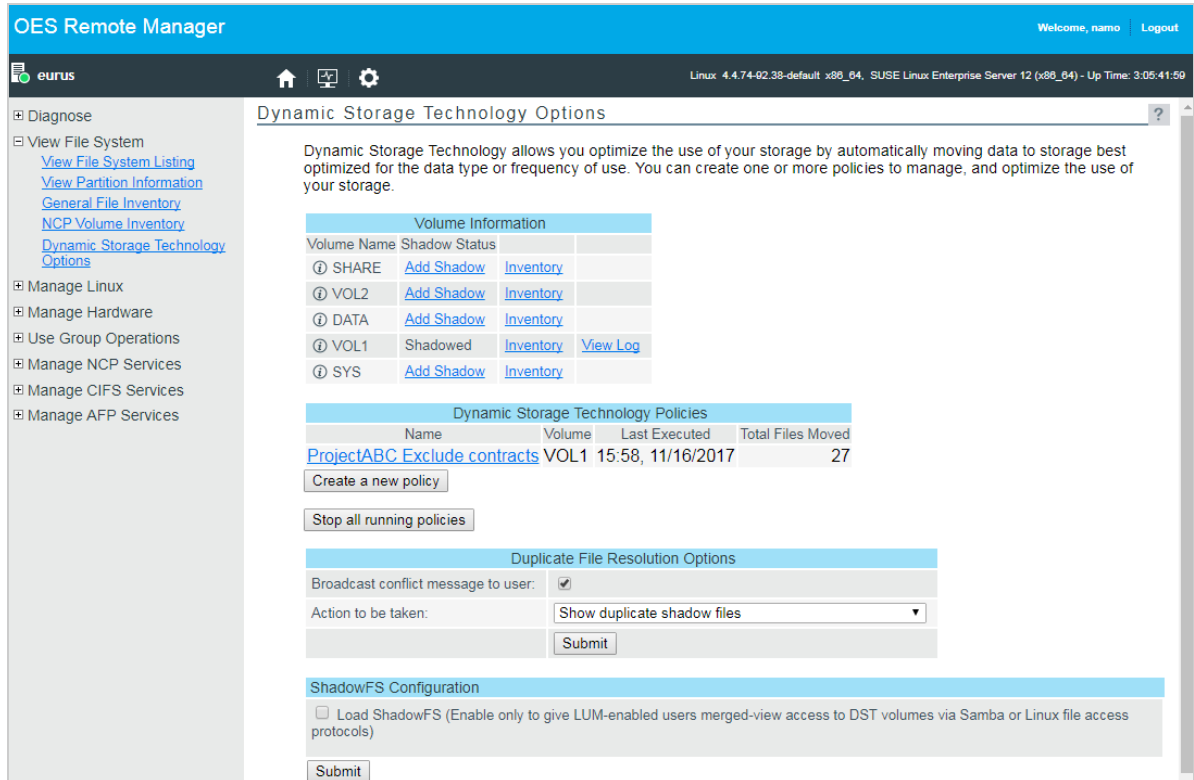 OES Remote Manager
Welcome, namo Logout
eurus
Linux 4.4.74-92.38-default x86_64, SUSE Linux Enterprise Server 12 (x86_64) - Up Time: 3:05:41:59
Diagnose
View File System
View File System Listing
View Partition Information
General File Inventory
NCP Volume Inventory
Dynamic Storage Technology
Options
Manage Linux
Manage Hardware
Use Group Operations
Manage NCP Services
Manage CIFS Services
Manage AFP Services
Dynamic Storage Technology Options
?
Dynamic Storage Technology allows you optimize the use of your storage by automatically moving data to storage best
optimized for the data type or frequency of use. You can create one or more policies to manage, and optimize the use of
your storage.
Volume Information
Volume Name Shadow Status
SHARE Add Shadow Inventory
VOL2 Add Shadow Inventory
DATA Add Shadow Inventory
VOL1 Shadowed Inventory View Log
SYS Add Shadow Inventory
Dynamic Storage Technology Policies
Name Volume Last Executed Total Files Moved
ProjectABC Exclude contracts VOL1 15:58, 11/16/2017 27
Create a new policy
Stop all running policies
Duplicate File Resolution Options
Broadcast conflict message to user:
Action to be taken: Show duplicate shadow files
Submit
ShadowFS Configuration
Load ShadowFS (Enable only to give LUM-enabled users merged-view access to DST volumes via Samba or Linux file access
protocols)
Submit